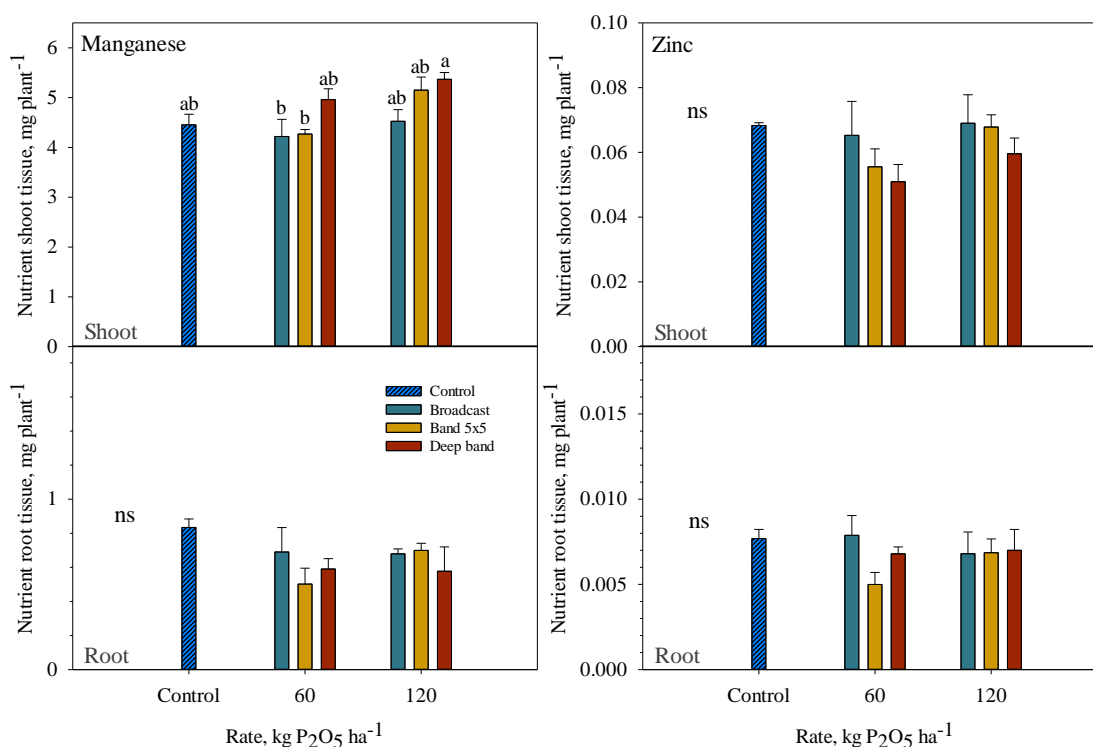 Manganese
Nutrient shoot tissue, mg plant⁻¹
6
5
4
3
2
1
0
ab
b
b
ab
ab
ab
a
Shoot
Zinc
Nutrient shoot tissue, mg plant⁻¹
0.10
0.08
0.06
0.04
0.02
0.00
ns
Shoot
Nutrient root tissue, mg plant⁻¹
1
0
ns
Control
Broadcast
Band 5x5
Deep band
Root
Control
60
120
Rate, kg P₂O₅ ha⁻¹
Nutrient root tissue, mg plant⁻¹
0.015
0.010
0.005
0.000
ns
Root
Control
60
120
Rate, kg P₂O₅ ha⁻¹